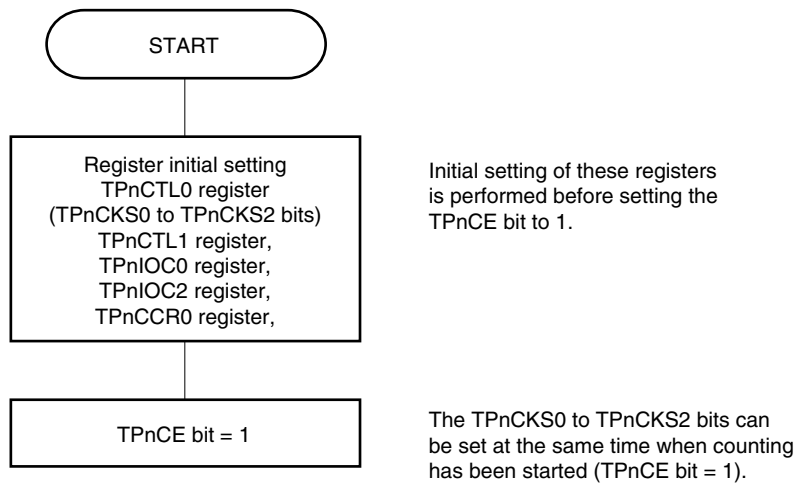 START
Register initial setting
TPnCTL0 register
(TPnCKS0 to TPnCKS2 bits)
TPnCTL1 register,
TPnIOC0 register,
TPnIOC2 register,
TPnCCR0 register,
Initial setting of these registers
is performed before setting the
TPnCE bit to 1.
TPnCE bit = 1
The TPnCKS0 to TPnCKS2 bits can
be set at the same time when counting
has been started (TPnCE bit = 1).